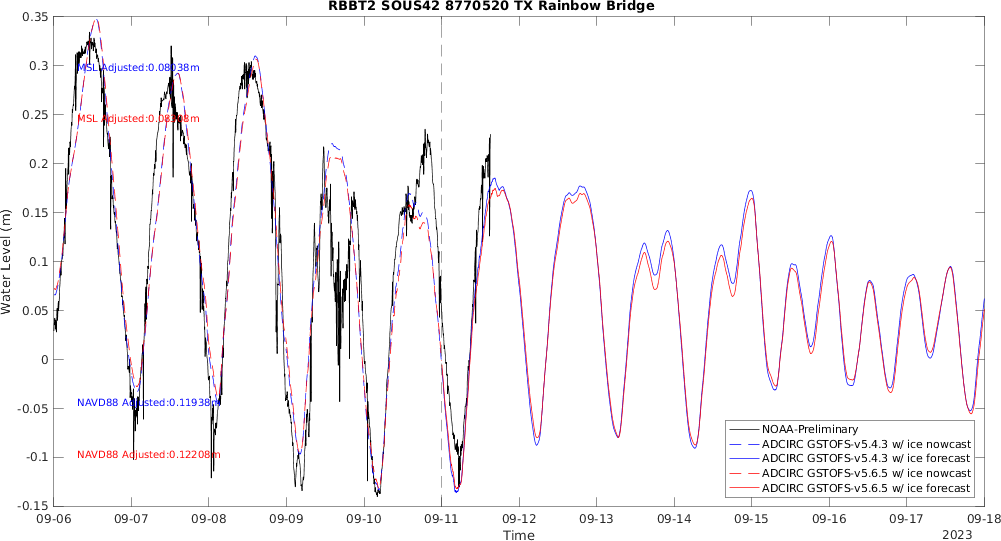 RBBT2 SOUS42 8770520 TX Rainbow Bridge
0.35
0.3
0.25
0.2
0.15
0.1
0.05
0
-0.05
-0.1
-0.15
Water Level (m)
MSL Adjusted:0.08038m
MSL Adjusted:
NAVD88 Adjusted:0.11938m
NAVD88 Adjusted:0.12208m
NOAA-Preliminary
ADCIRC GSTOFS-v5.4.3 w/ ice nowcast
ADCIRC GSTOFS-v5.4.3 w/ ice forecast
ADCIRC GSTOFS-v5.6.5 w/ ice nowcast
ADCIRC GSTOFS-v5.6.5 w/ ice forecast
09-06 09-07 09-08 09-09 09-10 09-11 09-12 09-13 09-14 09-15 09-16 09-17 09-18
Time
2023